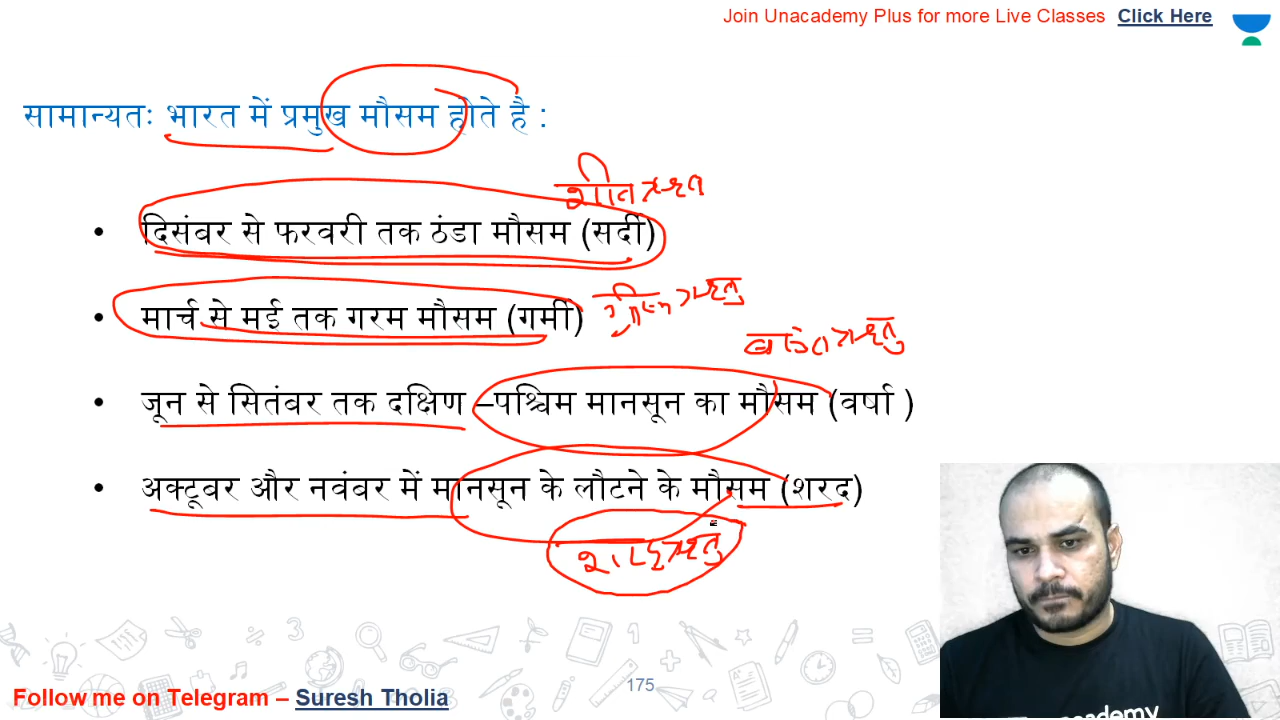 Join Unacademy Plus for more Live Classes Click Here
सामान्यतः भारत में प्रमुख मौसम होते है :
शीत ऋतु
• दिसंबर से फरवरी तक ठंडा मौसम (सर्दी)
ग्रीष्म ऋतु
• मार्च से मई तक गरम मौसम (गर्मी)
ऋतु
• जून से सितंबर तक दक्षिण –पश्चिम मानसून का मौसम (वर्षा )
• अक्टूबर और नवंबर में मानसून के लौटने के मौसम (शरद)
शरद ऋतु
175
Follow me on Telegram – Suresh Tholia
academy